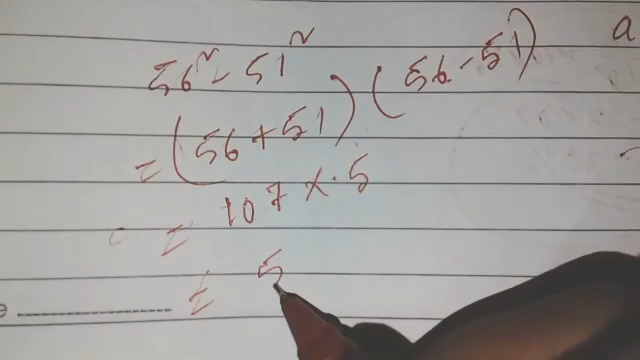 56² - 51²
= (56 + 51) (56 - 51)
= 107 × 5
= 5
a
e